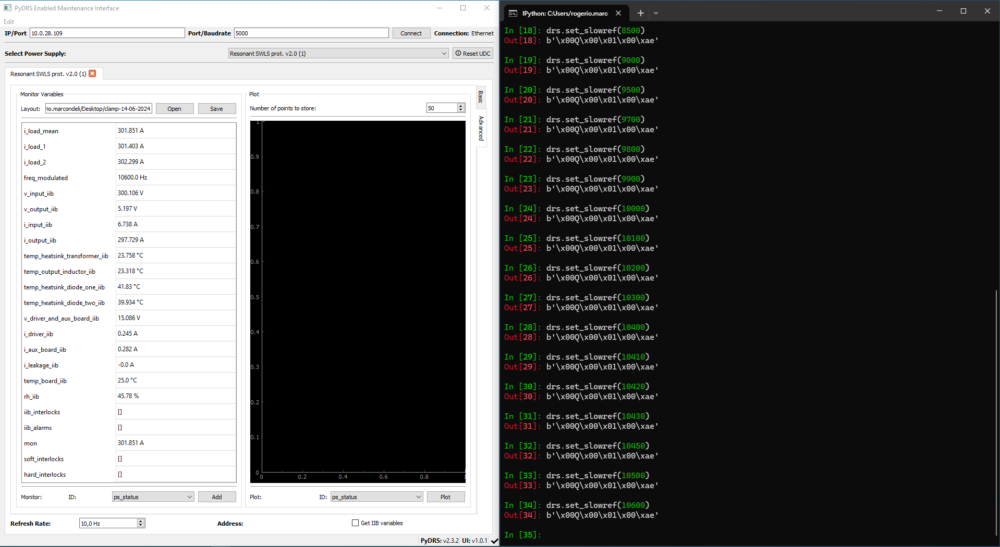 PyDRS Enabled Maintenance Interface
Edit
IP/Port 10.0.28.109 Port/Baudrate 5000 Connect Connection: Ethernet
Select Power Supply: Resonant SWLS prot. v2.0 (1) Reset UDC
Resonant SWLS prot. v2.0 (1)
Monitor Variables
Layout: rio.marcondeli/Desktop/clamp-14-06-2024 Open Save
i_load_mean 301.851 A
i_load_1 301.403 A
i_load_2 302.299 A
freq_modulated 10600.0 Hz
v_input_iib 300.106 V
v_output_iib 5.197 V
i_input_iib 6.738 A
i_output_iib 297.729 A
temp_heatsink_transformer_iib 23.758 °C
temp_output_inductor_iib 23.318 °C
temp_heatsink_diode_one_iib 41.83 °C
temp_heatsink_diode_two_iib 39.934 °C
v_driver_and_aux_board_iib 15.086 V
i_driver_iib 0.245 A
i_aux_board_iib 0.282 A
i_leakage_iib -0.0 A
temp_board_iib 25.0 °C
rh_iib 45.78 %
iib_interlocks []
iib_alarms []
mon 301.851 A
soft_interlocks []
hard_interlocks []
Monitor: ID: ps_status Add
Plot
Number of points to store: 50
1
0.9
0.8
0.7
0.6
0.5
0.4
0.3
0.2
0.1
0
0 0.2 0.4 0.6 0.8 1
Plot: ID: ps_status Plot
Basic
Advanced
Refresh Rate: 10,0 Hz Address: Get IIB variables
PyDRS: v2.3.2 UI: v1.0.1
IPython: C:Users/rogerio.marc
In [18]: drs.set_slowref(8500)
Out[18]: b'\x00Q\x00\x01\x00\xae'
In [19]: drs.set_slowref(9000)
Out[19]: b'\x00Q\x00\x01\x00\xae'
In [20]: drs.set_slowref(9500)
Out[20]: b'\x00Q\x00\x01\x00\xae'
In [21]: drs.set_slowref(9700)
Out[21]: b'\x00Q\x00\x01\x00\xae'
In [22]: drs.set_slowref(9800)
Out[22]: b'\x00Q\x00\x01\x00\xae'
In [23]: drs.set_slowref(9900)
Out[23]: b'\x00Q\x00\x01\x00\xae'
In [24]: drs.set_slowref(10000)
Out[24]: b'\x00Q\x00\x01\x00\xae'
In [25]: drs.set_slowref(10100)
Out[25]: b'\x00Q\x00\x01\x00\xae'
In [26]: drs.set_slowref(10200)
Out[26]: b'\x00Q\x00\x01\x00\xae'
In [27]: drs.set_slowref(10300)
Out[27]: b'\x00Q\x00\x01\x00\xae'
In [28]: drs.set_slowref(10400)
Out[28]: b'\x00Q\x00\x01\x00\xae'
In [29]: drs.set_slowref(10410)
Out[29]: b'\x00Q\x00\x01\x00\xae'
In [30]: drs.set_slowref(10420)
Out[30]: b'\x00Q\x00\x01\x00\xae'
In [31]: drs.set_slowref(10430)
Out[31]: b'\x00Q\x00\x01\x00\xae'
In [32]: drs.set_slowref(10450)
Out[32]: b'\x00Q\x00\x01\x00\xae'
In [33]: drs.set_slowref(10500)
Out[33]: b'\x00Q\x00\x01\x00\xae'
In [34]: drs.set_slowref(10600)
Out[34]: b'\x00Q\x00\x01\x00\xae'
In [35]: